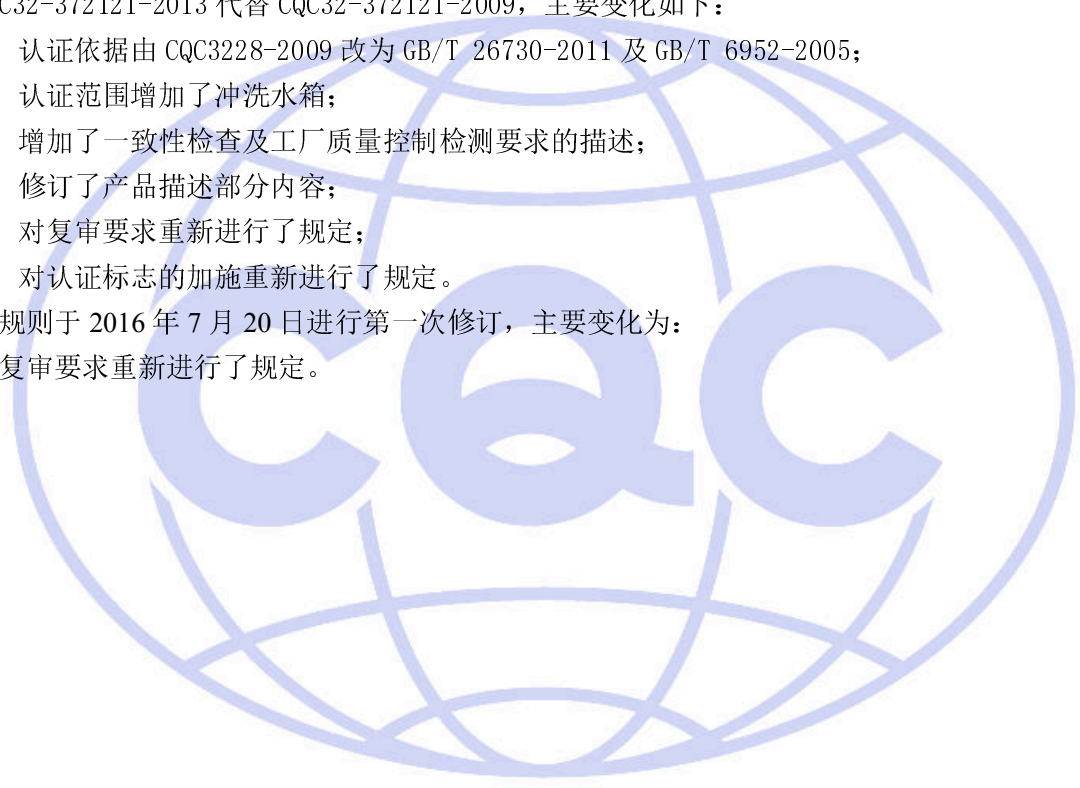 C32-372121-2013 代替 CQC32-372121-2009，主要变化如下：
认证依据由 CQC3228-2009 改为 GB/T 26730-2011 及 GB/T 6952-2005；
认证范围增加了冲洗水箱；
增加了一致性检查及工厂质量控制检测要求的描述；
修订了产品描述部分内容；
对复审要求重新进行了规定；
对认证标志的加施重新进行了规定。
规则于 2016 年 7 月 20 日进行第一次修订，主要变化为：
复审要求重新进行了规定。
CQC